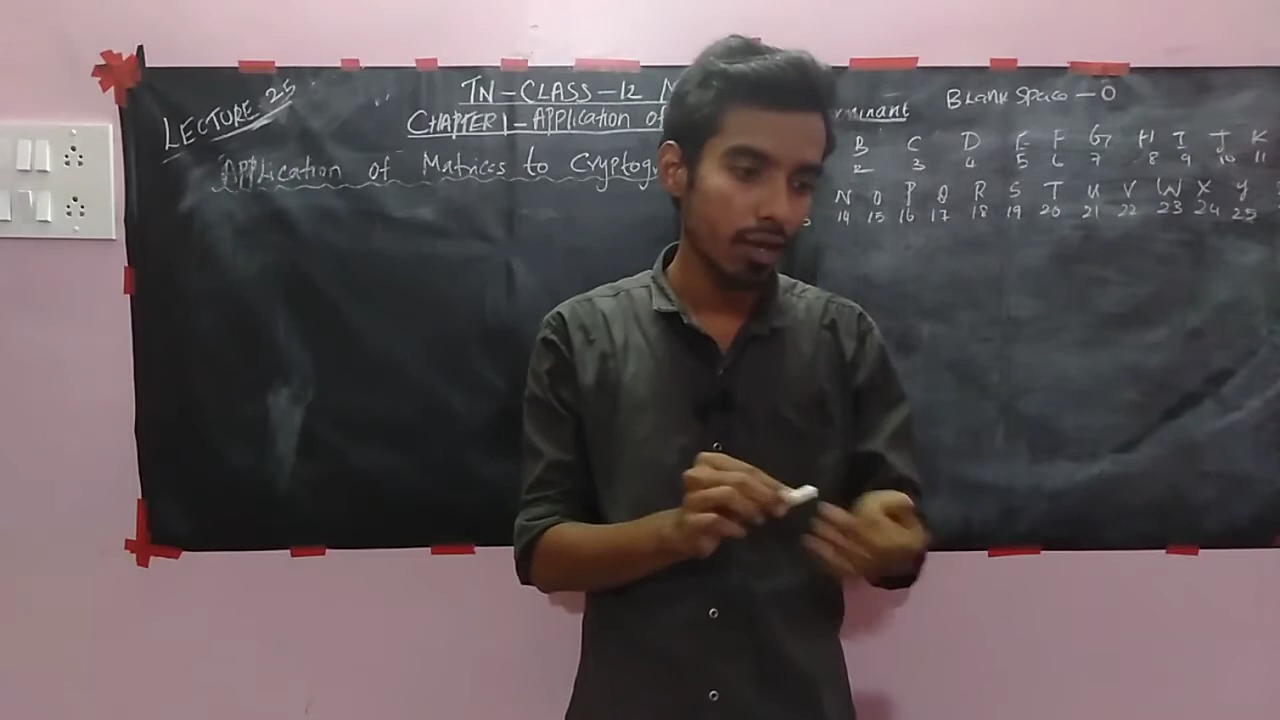 LECTURE 25
TN-CLASS-12
CHAPTER 1-APPlication of
APPlication of Matrices to
Blank Space - 0
B C D E F G H I J K
2 3 4 5 6 7 8 9 10 11
N O P Q R S T U V W X Y
14 15 16 17 18 19 20 21 22 23 24 25